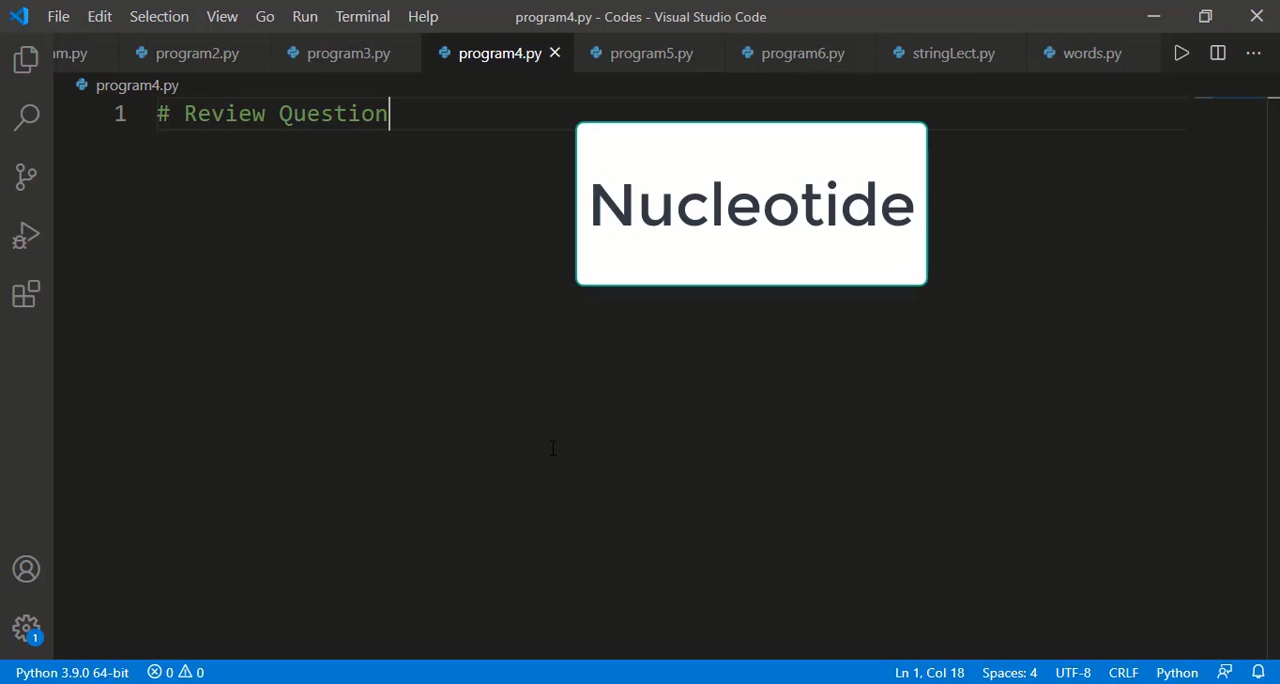 File Edit Selection View Go Run Terminal Help program4.py - Codes - Visual Studio Code
m.py program2.py program3.py program4.py program5.py program6.py stringLect.py words.py
program4.py
1 # Review Question
Nucleotide
1
Python 3.9.0 64-bit 0 0 Ln 1, Col 18 Spaces: 4 UTF-8 CRLF Python